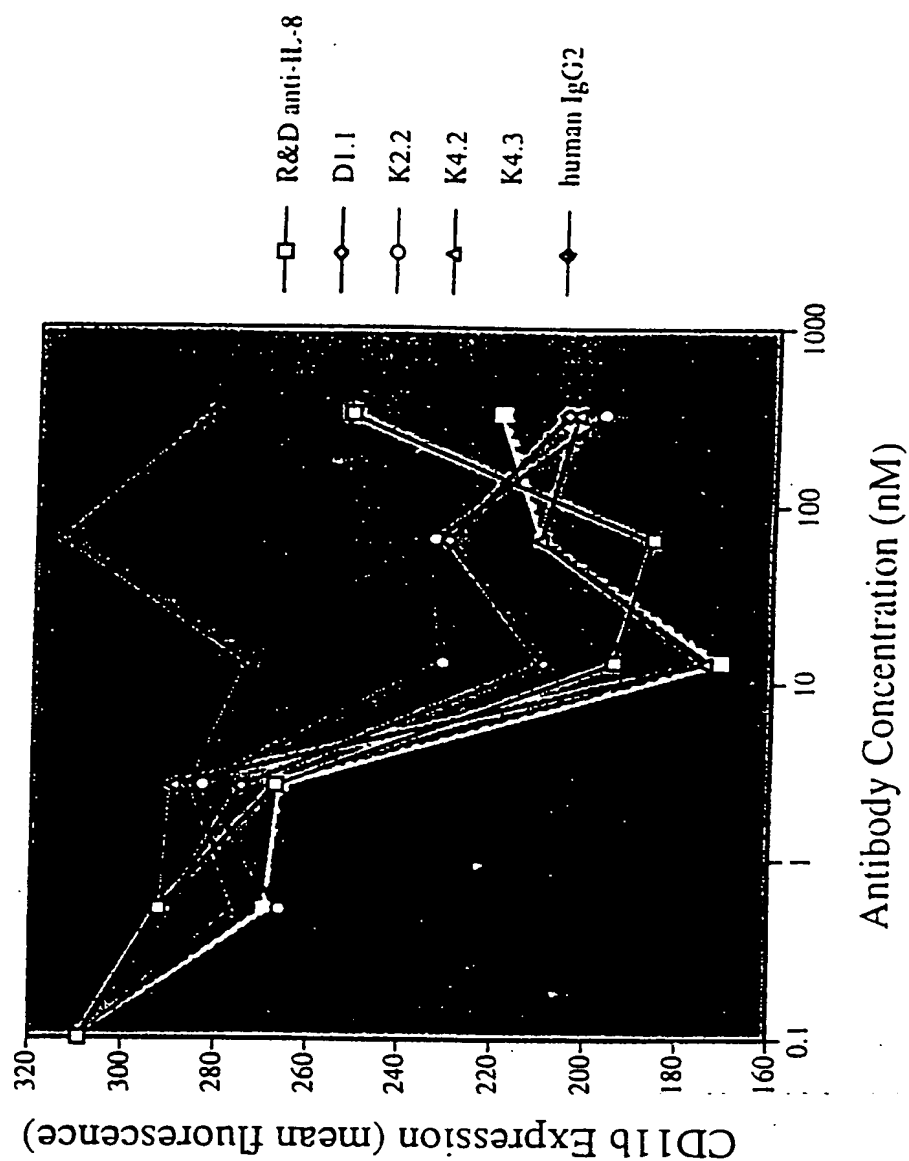 CD11b Expression (mean fluorescence)
320
300
280
260
240
220
200
180
160
0.1
1
10
100
1000
Antibody Concentration (nM)
R&D anti-IL-8
D1.1
K2.2
K4.2
K4.3
human IgG2